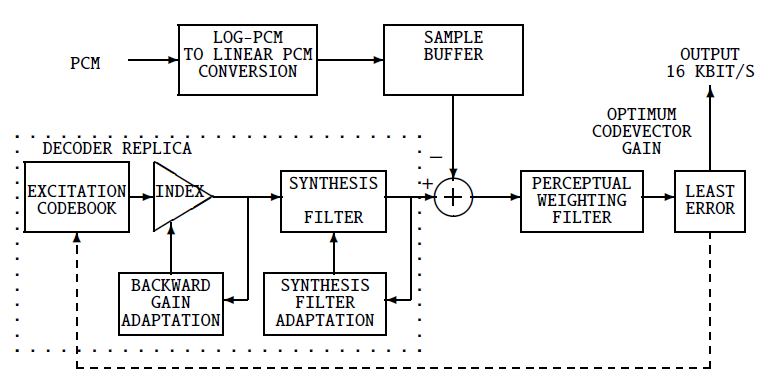 PCM
LOG-PCM
TO LINEAR PCM
CONVERSION
SAMPLE
BUFFER
OUTPUT
16 KBIT/S
OPTIMUM
CODEVECTOR
GAIN
DECODER REPLICA
EXCITATION
CODEBOOK
INDEX
SYNTHESIS
FILTER
−
+
+
PERCEPTUAL
WEIGHTING
FILTER
LEAST
ERROR
BACKWARD
GAIN
ADAPTATION
SYNTHESIS
FILTER
ADAPTATION